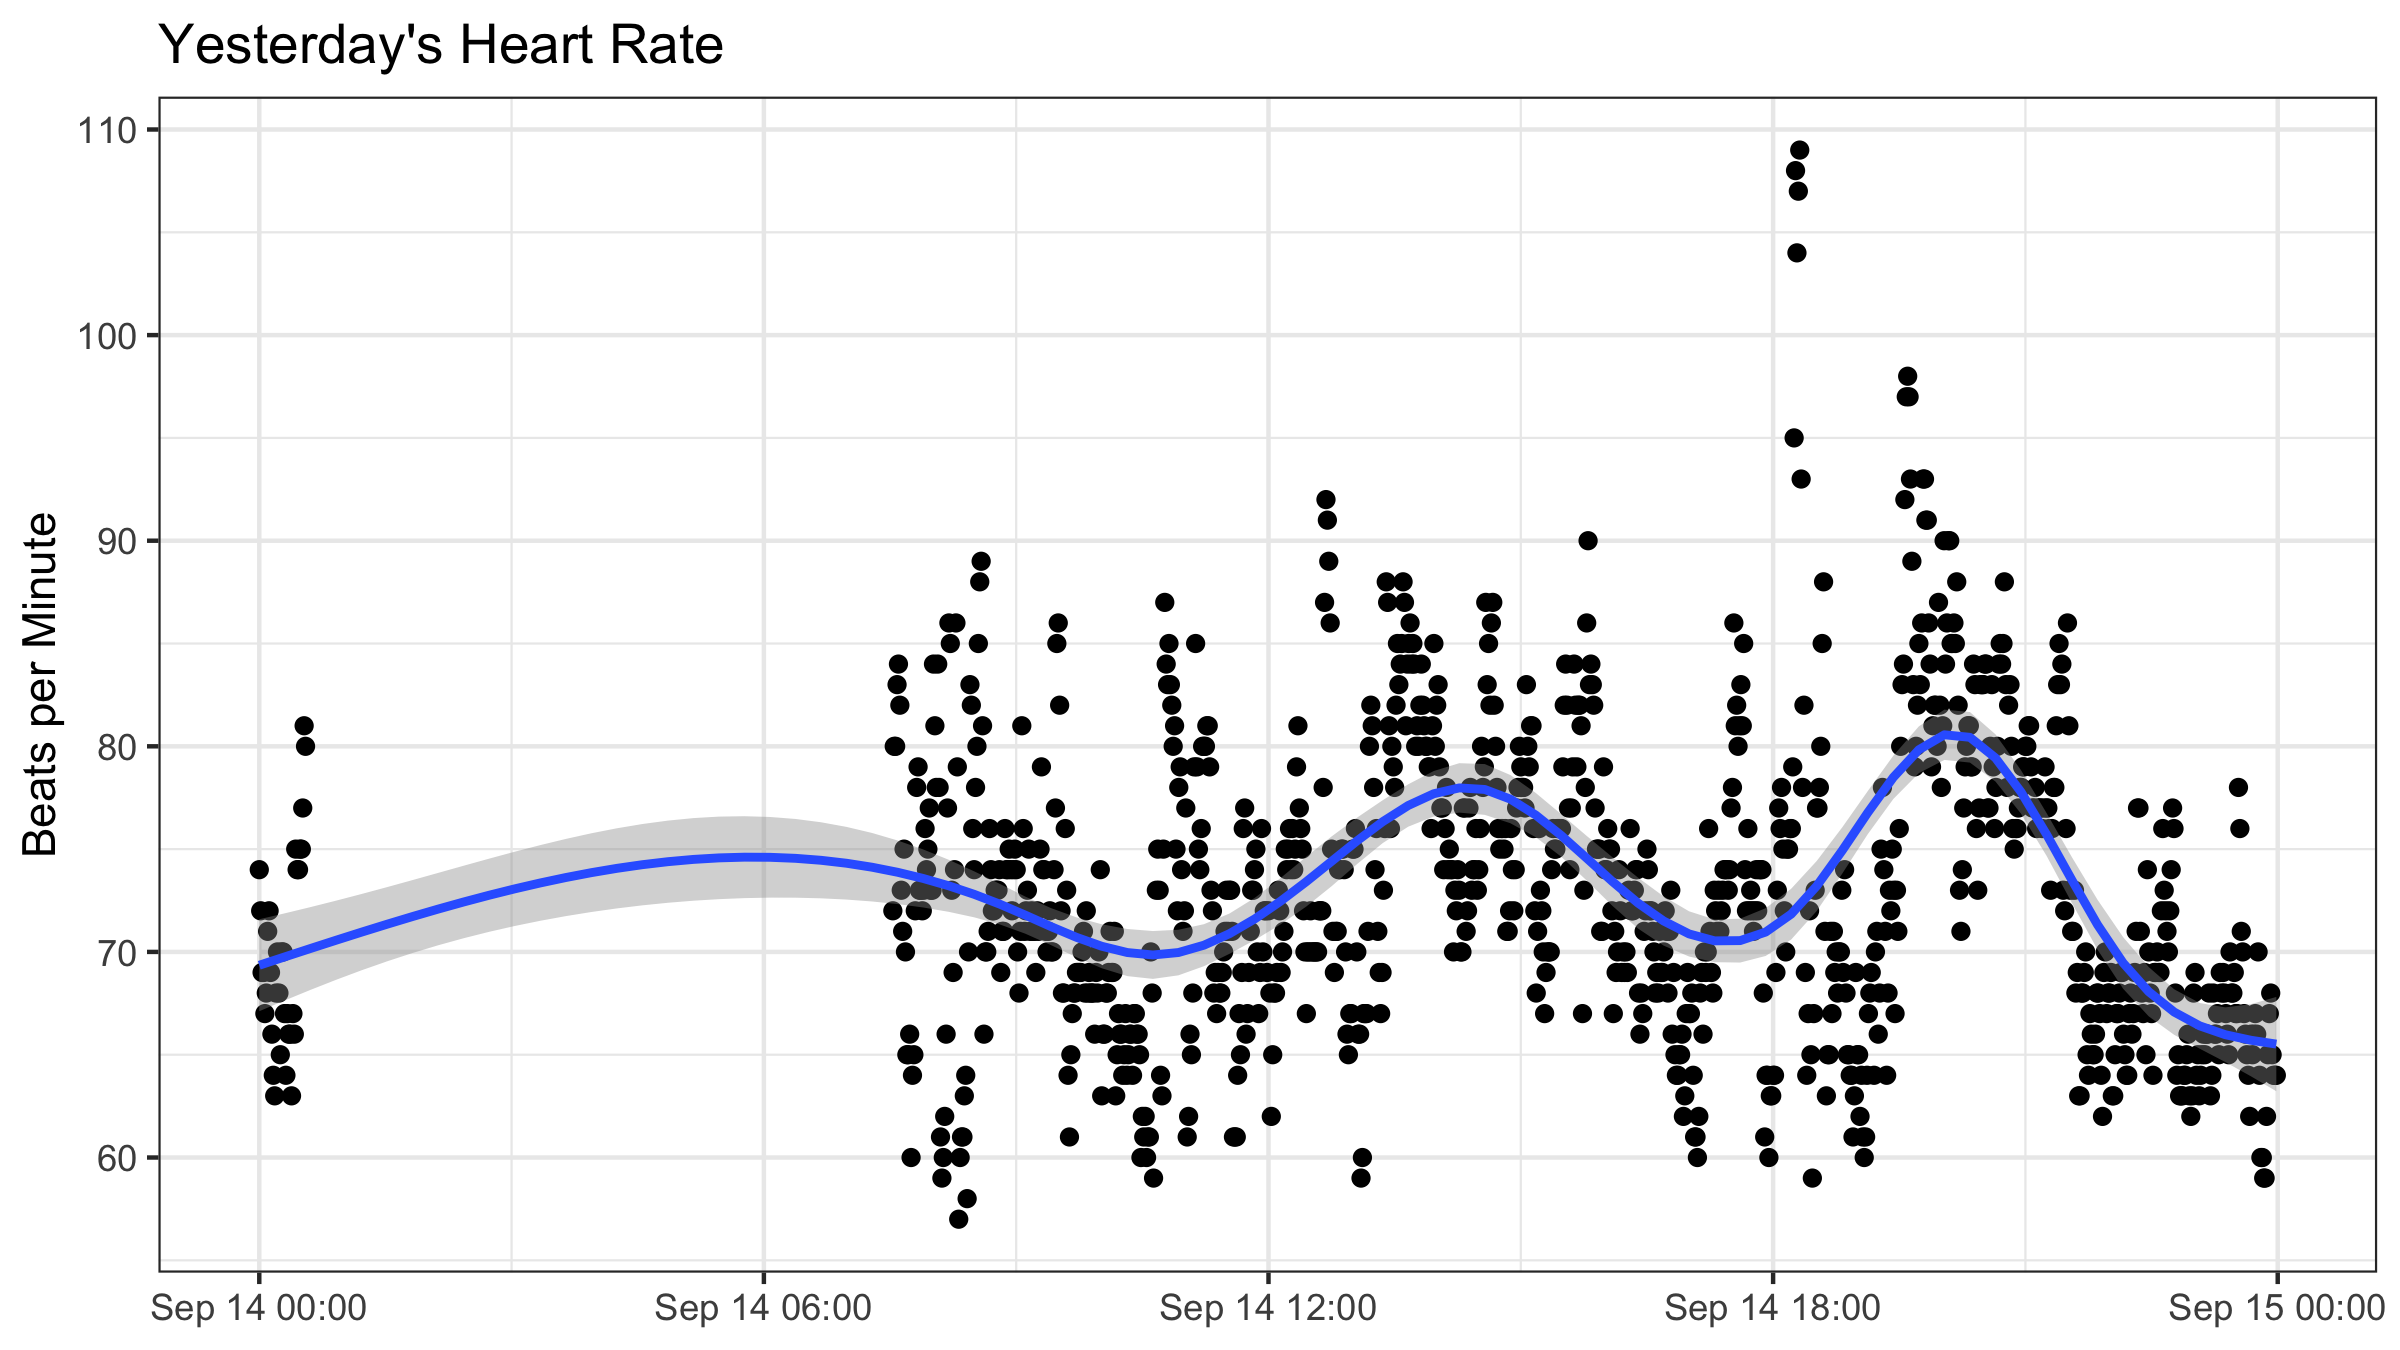 Yesterday's Heart Rate
Beats per Minute
110
100
90
80
70
60
Sep 14 00:00
Sep 14 06:00
Sep 14 12:00
Sep 14 18:00
Sep 15 00:00